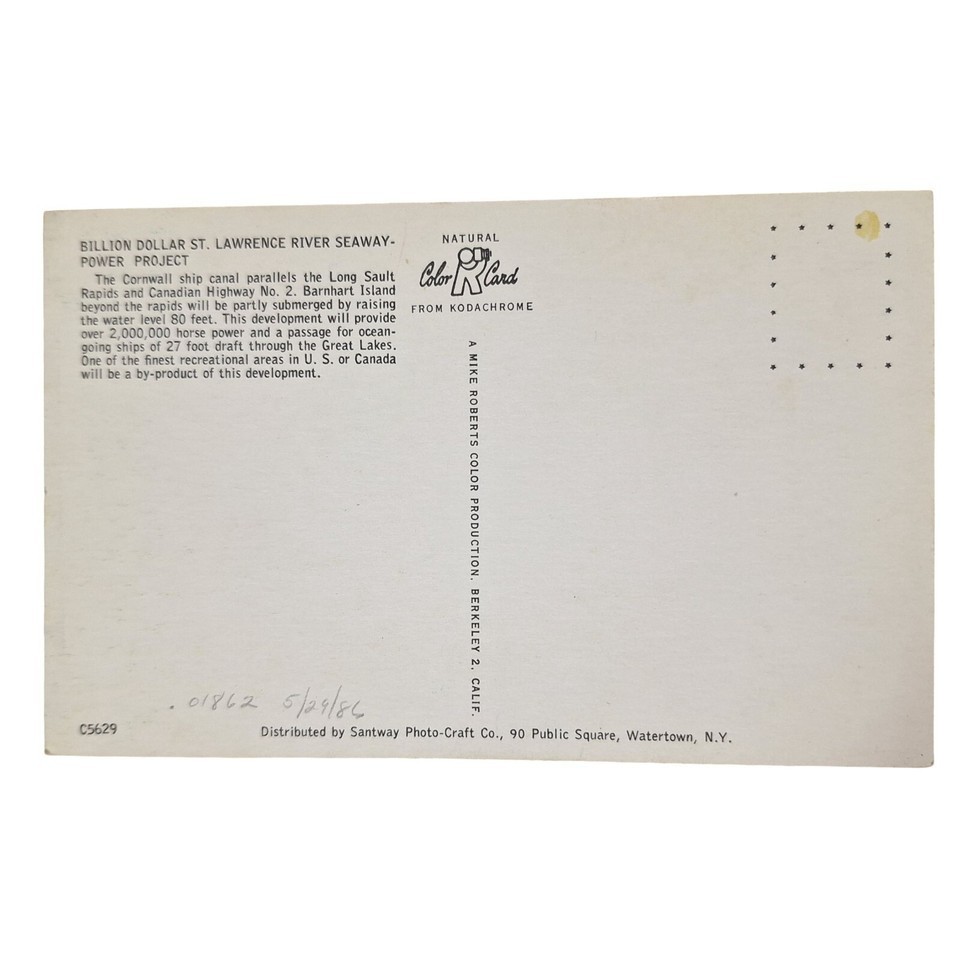 BILLION DOLLAR ST. LAWRENCE RIVER SEAWAY-
POWER PROJECT
The Cornwall ship canal parallels the Long Sault
Rapids and Canadian Highway No. 2. Barnhart Island
beyond the rapids will be partly submerged by raising
the water level 80 feet. This development will provide
over 2,000,000 horse power and a passage for ocean-
going ships of 27 foot draft through the Great Lakes.
One of the finest recreational areas in U. S. or Canada
will be a by-product of this development.
NATURAL
Color Card
FROM KODACHROME
A MIKE ROBERTS COLOR PRODUCTION. BERKELEY 2, CALIF.
.01862 5/29/86
C5629
Distributed by Santway Photo-Craft Co., 90 Public Square, Watertown, N.Y.